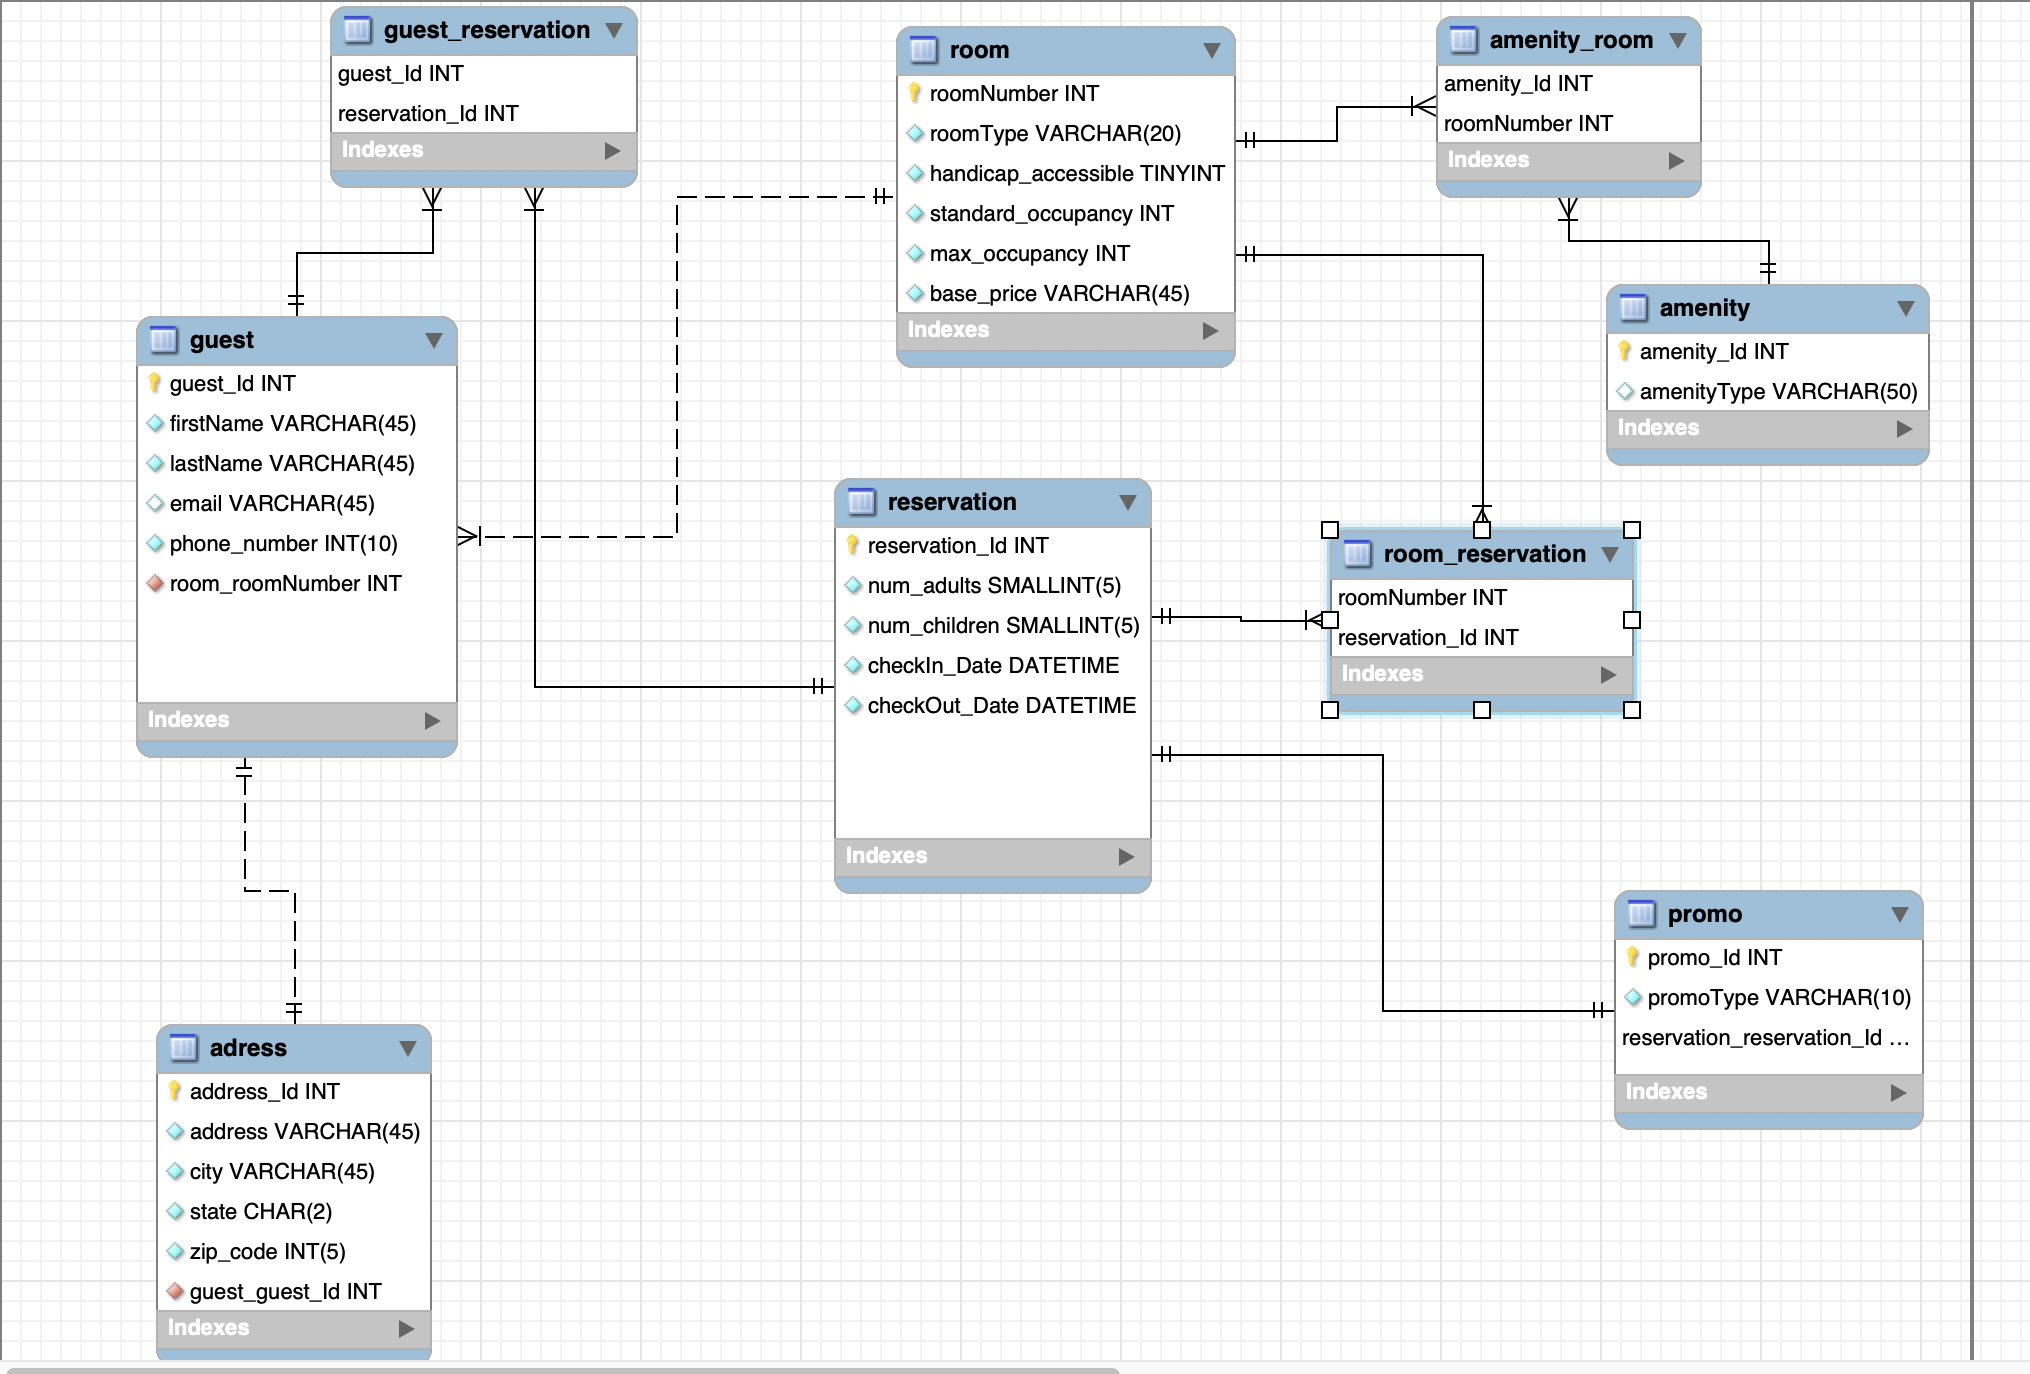 guest_reservation
guest_Id INT
reservation_Id INT
Indexes
room
roomNumber INT
roomType VARCHAR(20)
handicap_accessible TINYINT
standard_occupancy INT
max_occupancy INT
base_price VARCHAR(45)
Indexes
amenity_room
amenity_Id INT
roomNumber INT
Indexes
amenity
amenity_Id INT
amenityType VARCHAR(50)
Indexes
guest
guest_Id INT
firstName VARCHAR(45)
lastName VARCHAR(45)
email VARCHAR(45)
phone_number INT(10)
room_roomNumber INT
Indexes
reservation
reservation_Id INT
num_adults SMALLINT(5)
num_children SMALLINT(5)
checkIn_Date DATETIME
checkOut_Date DATETIME
Indexes
room_reservation
roomNumber INT
reservation_Id INT
Indexes
promo
promo_Id INT
promoType VARCHAR(10)
reservation_reservation_Id ...
Indexes
adress
address_Id INT
address VARCHAR(45)
city VARCHAR(45)
state CHAR(2)
zip_code INT(5)
guest_guest_Id INT
Indexes